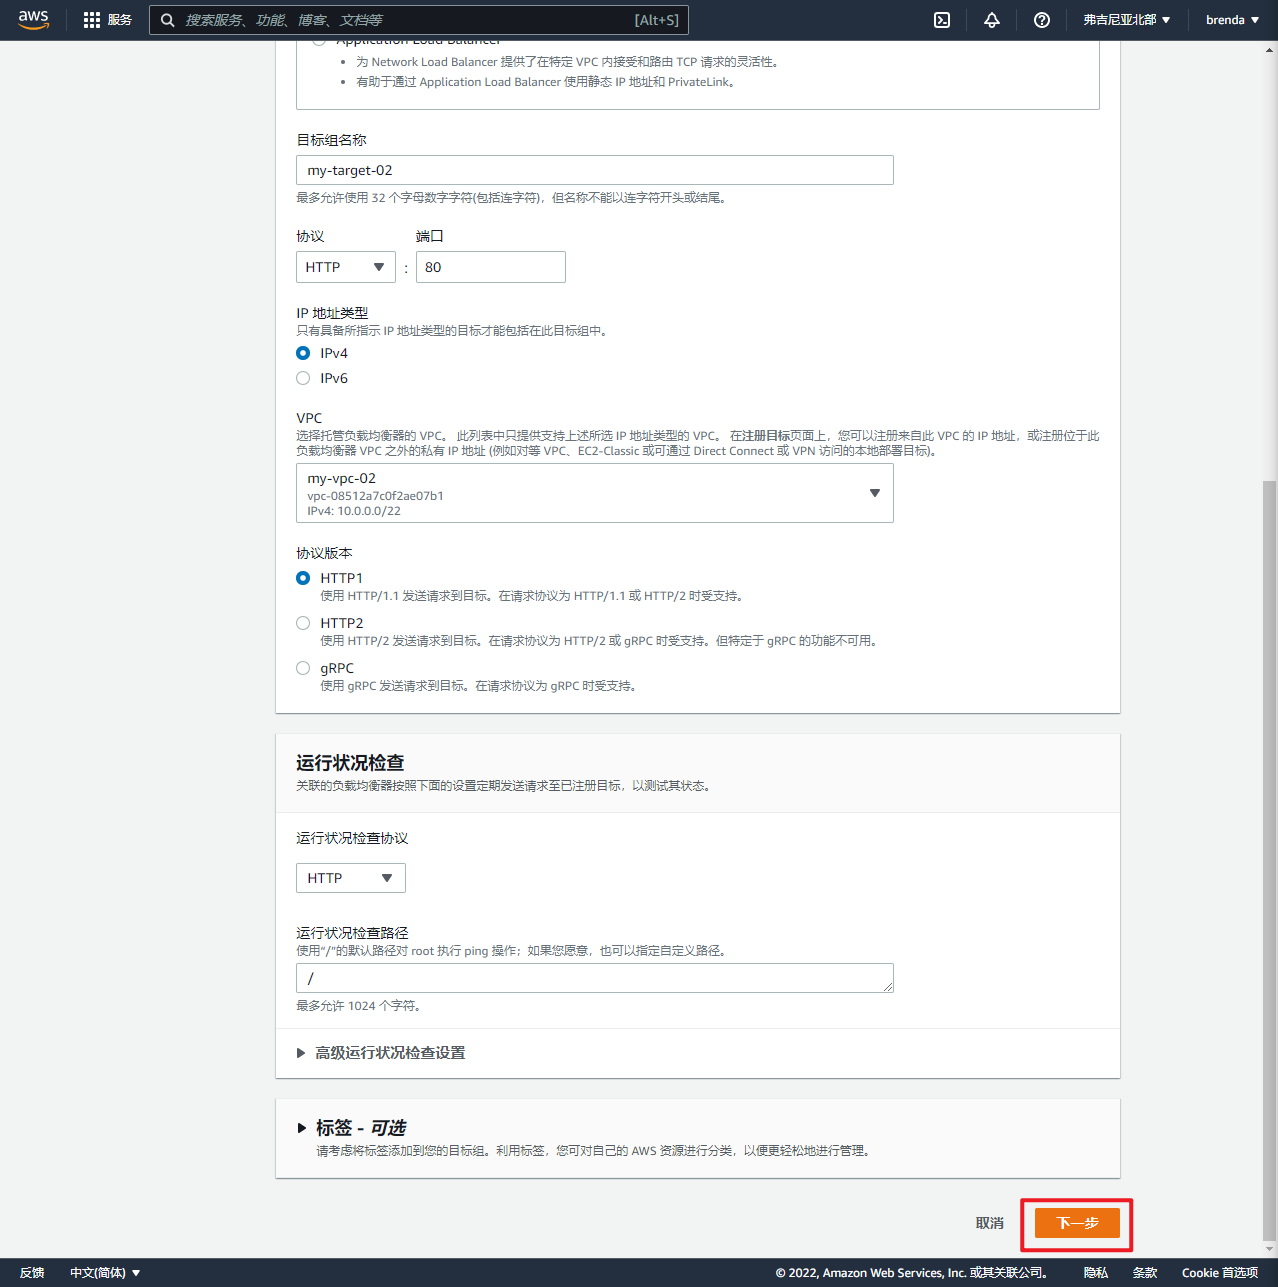 aws 服务 搜索服务、功能、博客、文档等 [Alt+S] 弗吉尼亚北部 brenda
Application Load Balancer
• 为 Network Load Balancer 提供了在特定 VPC 内接受和路由 TCP 请求的灵活性。
• 有助于通过 Application Load Balancer 使用静态 IP 地址和 PrivateLink。
目标组名称
my-target-02
最多允许使用 32 个字母数字字符(包括连字符)，但名称不能以连字符开头或结尾。
协议 端口
HTTP : 80
IP 地址类型
只有具备所指示 IP 地址类型的目标才能包括在此目标组中。
IPv4
IPv6
VPC
选择托管负载均衡器的 VPC。 此列表中只提供支持上述所选 IP 地址类型的 VPC。 在注册目标页面上，您可以注册来自此 VPC 的 IP 地址，或注册位于此
负载均衡器 VPC 之外的私有 IP 地址 (例如对等 VPC、EC2-Classic 或可通过 Direct Connect 或 VPN 访问的本地部署目标)。
my-vpc-02
vpc-08512a7c0f2ae07b1
IPv4: 10.0.0.0/22
协议版本
HTTP1
使用 HTTP/1.1 发送请求到目标。在请求协议为 HTTP/1.1 或 HTTP/2 时受支持。
HTTP2
使用 HTTP/2 发送请求到目标。在请求协议为 HTTP/2 或 gRPC 时受支持。但特定于 gRPC 的功能不可用。
gRPC
使用 gRPC 发送请求到目标。在请求协议为 gRPC 时受支持。
运行状况检查
关联的负载均衡器按照下面的设置定期发送请求至已注册目标，以测试其状态。
运行状况检查协议
HTTP
运行状况检查路径
使用“/”的默认路径对 root 执行 ping 操作；如果您愿意，也可以指定自定义路径。
/
最多允许 1024 个字符。
高级运行状况检查设置
标签 - 可选
请考虑将标签添加到您的目标组。利用标签，您可对自己的 AWS 资源进行分类，以便更轻松地进行管理。
取消 下一步
反馈 中文(简体) © 2022, Amazon Web Services, Inc. 或其关联公司。 隐私 条款 Cookie 首选项